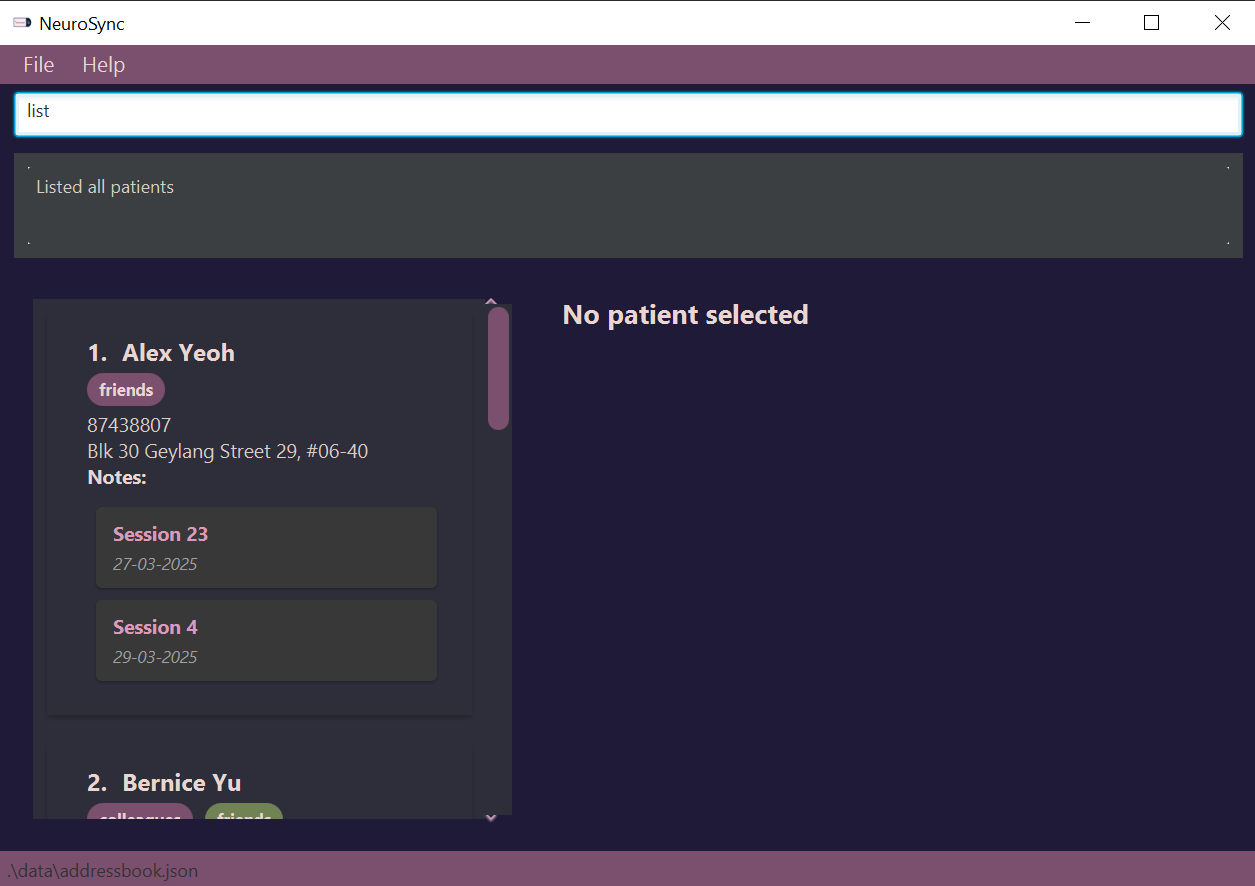 NeuroSync
File Help
list
Listed all patients
1. Alex Yeoh
friends
87438807
Blk 30 Geylang Street 29, #06-40
Notes:
Session 23
27-03-2025
Session 4
29-03-2025
2. Bernice Yu
colleagues friends
No patient selected
.\data\addressbook.json